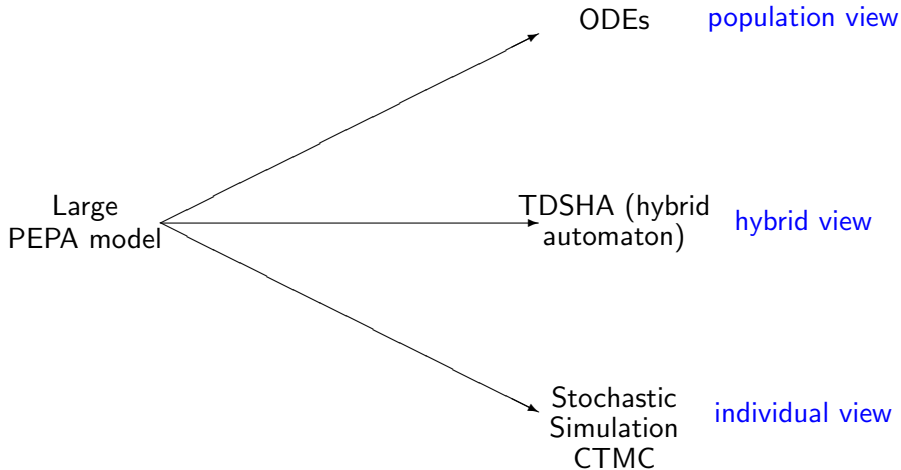 ODEs
population view
Large
PEPA model
TDSHA (hybrid
automaton)
hybrid view
Stochastic
Simulation
CTMC
individual view